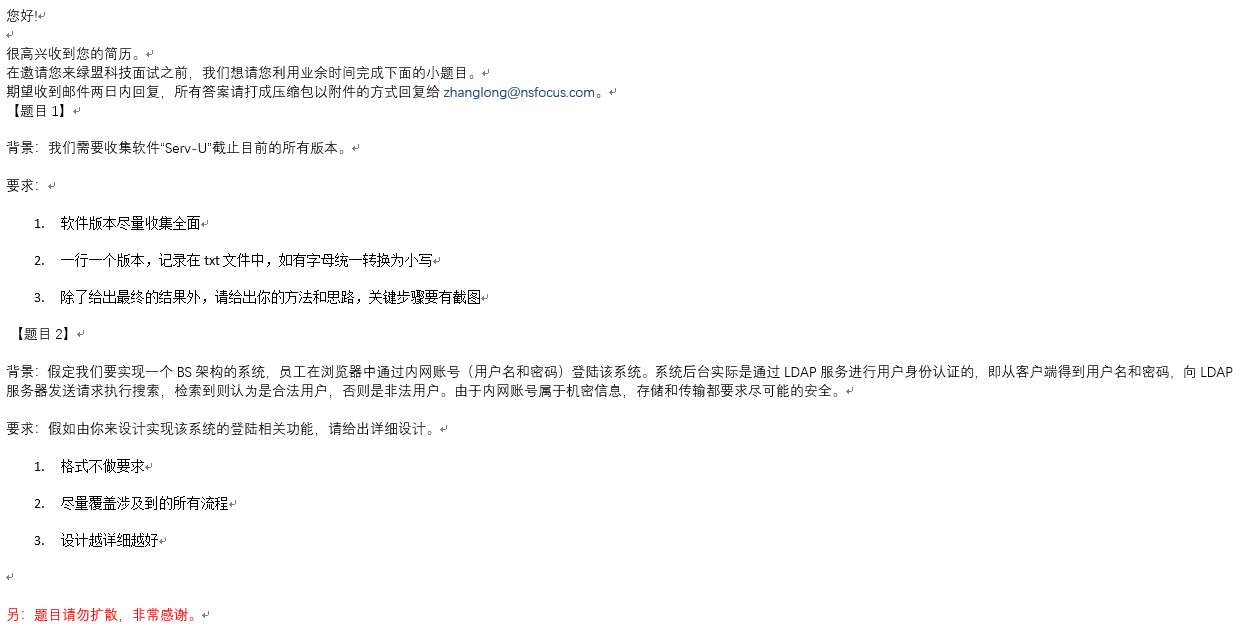 您好!
很高兴收到您的简历。
在邀请您来绿盟科技面试之前，我们想请您利用业余时间完成下面的小题目。
期望收到邮件两日内回复，所有答案请打成压缩包以附件的方式回复给 zhanglong@nsfocus.com。
【题目 1】
背景：我们需要收集软件“Serv-U”截止目前的所有版本。
要求：
1. 软件版本尽量收集全面
2. 一行一个版本，记录在 txt 文件中，如有字母统一转换为小写
3. 除了给出最终的结果外，请给出你的方法和思路，关键步骤要有截图
【题目 2】
背景：假定我们要实现一个 BS 架构的系统，员工在浏览器中通过内网账号（用户名和密码）登陆该系统。系统后台实际是通过 LDAP 服务进行用户身份认证的，即从客户端得到用户名和密码，向 LDAP
服务器发送请求执行搜索，检索到则认为是合法用户，否则是非法用户。由于内网账号属于机密信息，存储和传输都要求尽可能的安全。
要求：假如由你来设计实现该系统的登陆相关功能，请给出详细设计。
1. 格式不做要求
2. 尽量覆盖涉及到的所有流程
3. 设计越详细越好
另：题目请勿扩散，非常感谢。